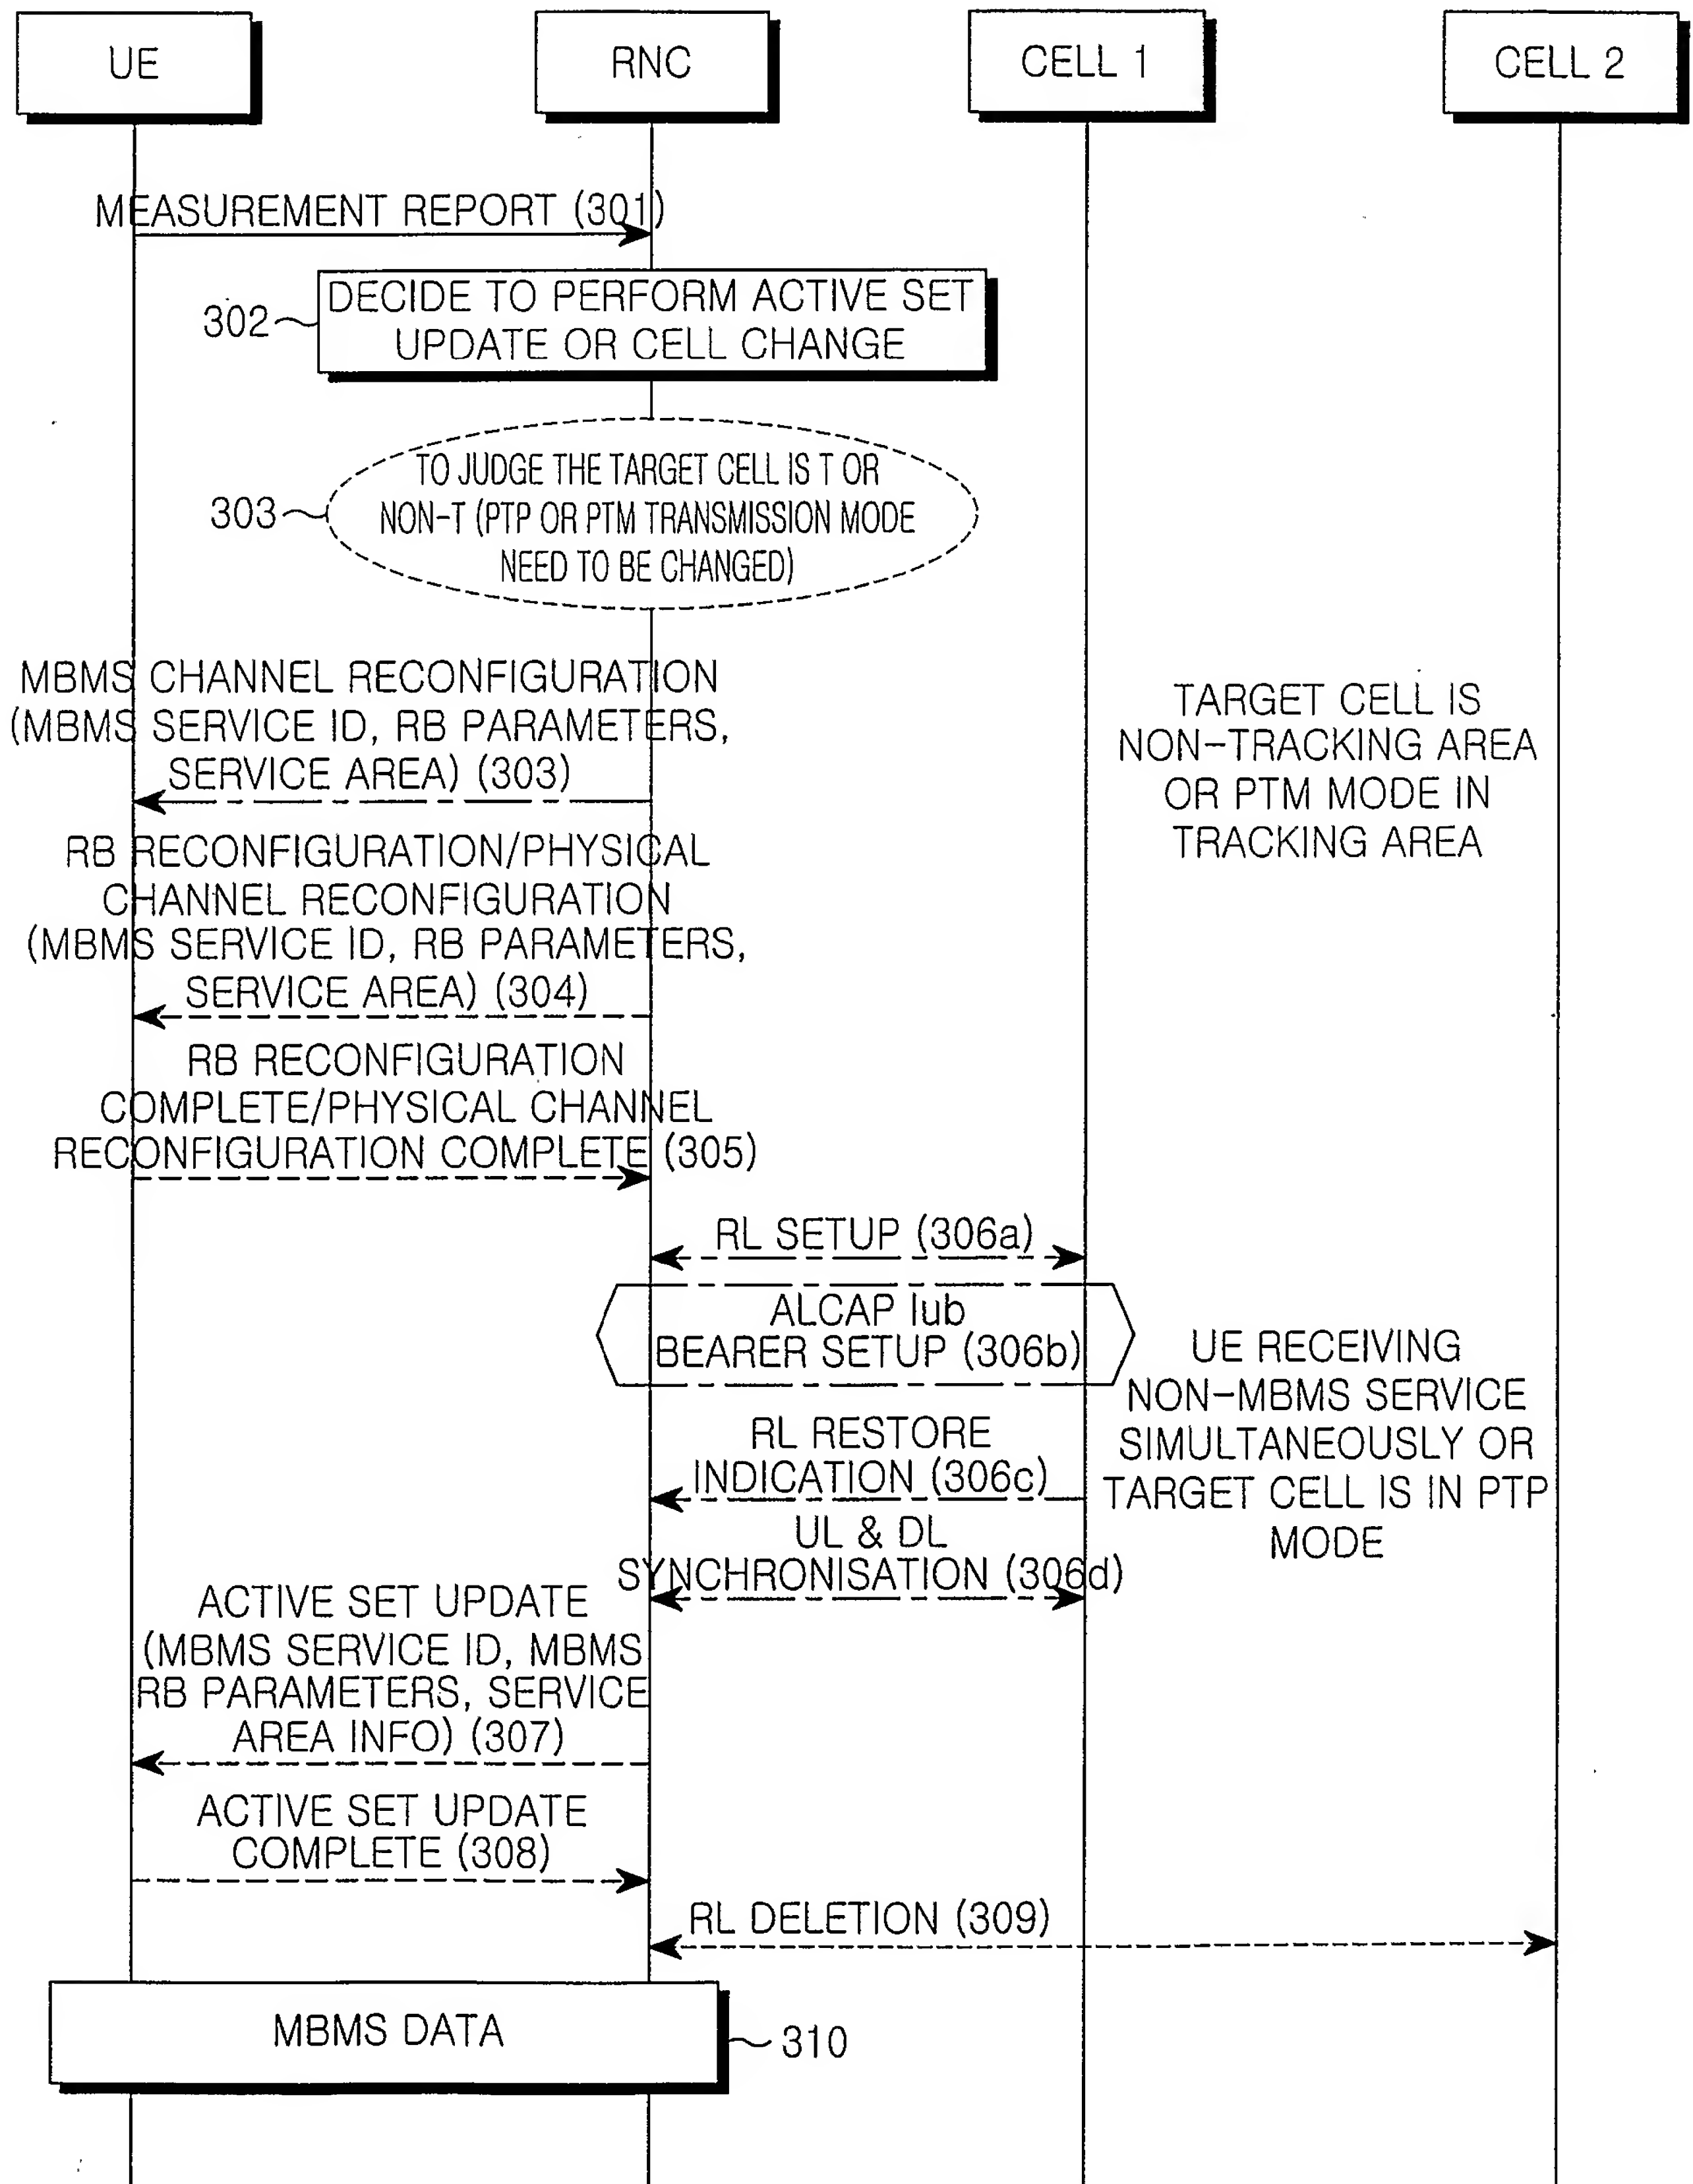 UE
RNC
CELL 1
CELL 2
MEASUREMENT REPORT (301)
302
DECIDE TO PERFORM ACTIVE SET
UPDATE OR CELL CHANGE
303
TO JUDGE THE TARGET CELL IS T OR
NON-T (PTP OR PTM TRANSMISSION MODE
NEED TO BE CHANGED)
MBMS CHANNEL RECONFIGURATION
(MBMS SERVICE ID, RB PARAMETERS,
SERVICE AREA) (303)
TARGET CELL IS
NON-TRACKING AREA
OR PTM MODE IN
TRACKING AREA
RB RECONFIGURATION/PHYSICAL
CHANNEL RECONFIGURATION
(MBMS SERVICE ID, RB PARAMETERS,
SERVICE AREA) (304)
RB RECONFIGURATION
COMPLETE/PHYSICAL CHANNEL
RECONFIGURATION COMPLETE (305)
RL SETUP (306a)
ALCAP Iub
BEARER SETUP (306b)
UE RECEIVING
NON-MBMS SERVICE
SIMULTANEOUSLY OR
TARGET CELL IS IN PTP
MODE
RL RESTORE
INDICATION (306c)
UL & DL
SYNCHRONISATION (306d)
ACTIVE SET UPDATE
(MBMS SERVICE ID, MBMS
RB PARAMETERS, SERVICE
AREA INFO) (307)
ACTIVE SET UPDATE
COMPLETE (308)
RL DELETION (309)
MBMS DATA
310